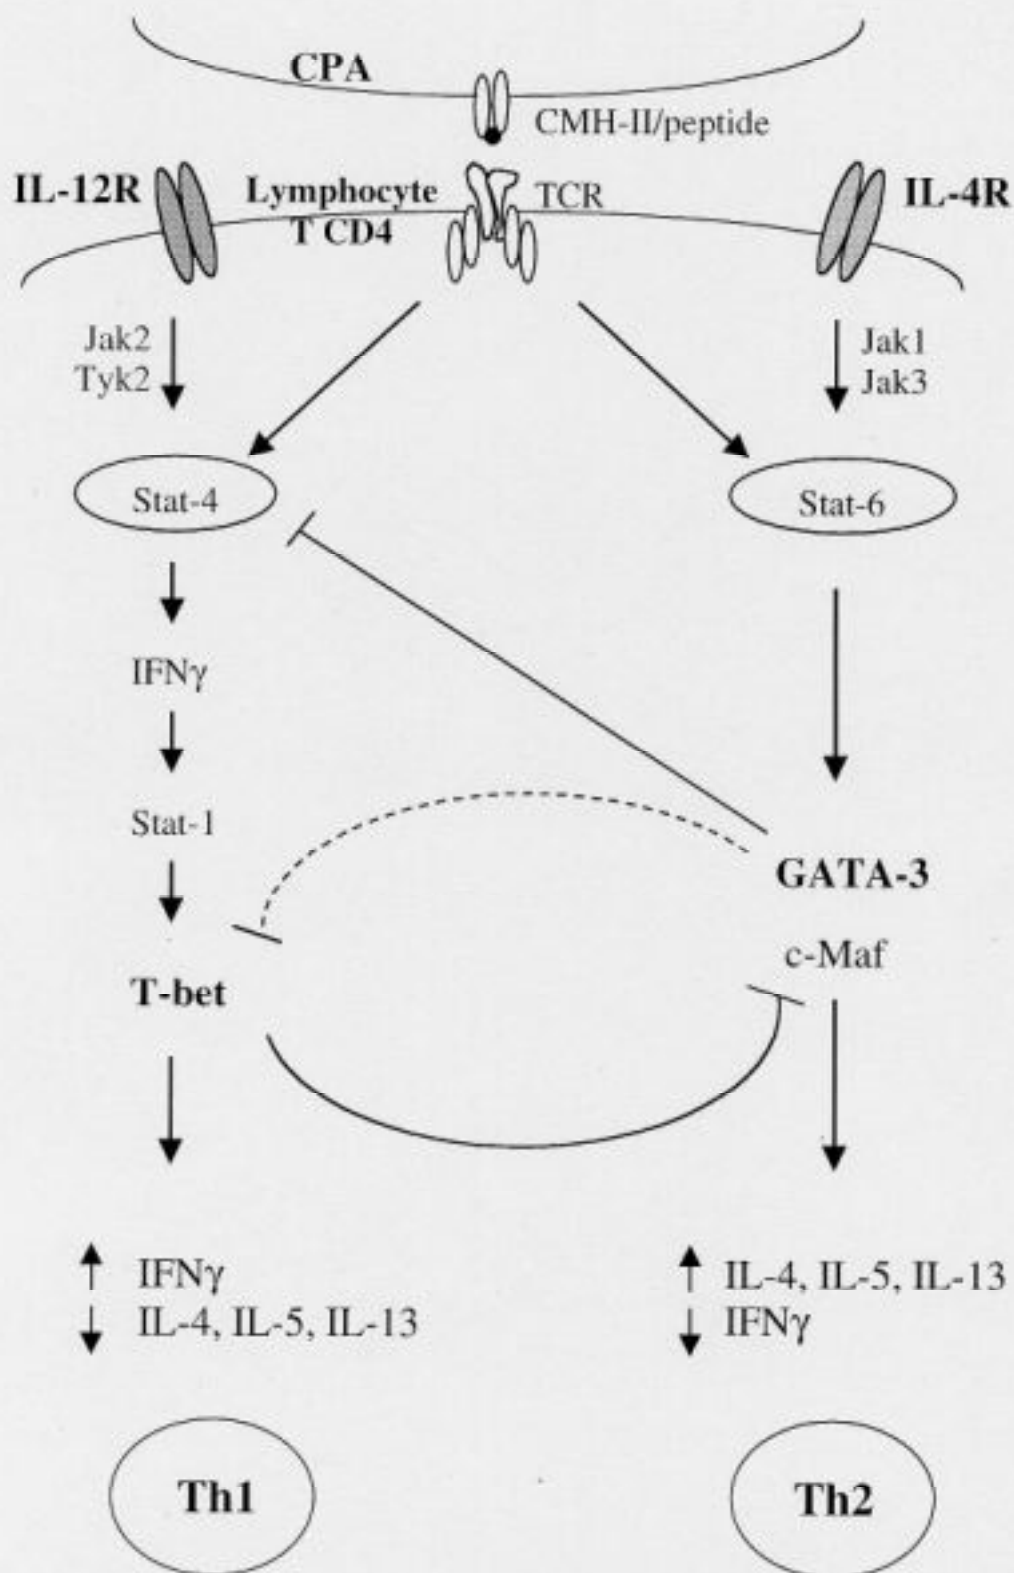 CPA
CMH-II/peptide
IL-12R
Lymphocyte
T CD4
TCR
IL-4R
Jak2
Tyk2
Jak1
Jak3
Stat-4
Stat-6
IFNγ
Stat-1
GATA-3
c-Maf
T-bet
IFNγ
IL-4, IL-5, IL-13
IL-4, IL-5, IL-13
IFNγ
Th1
Th2